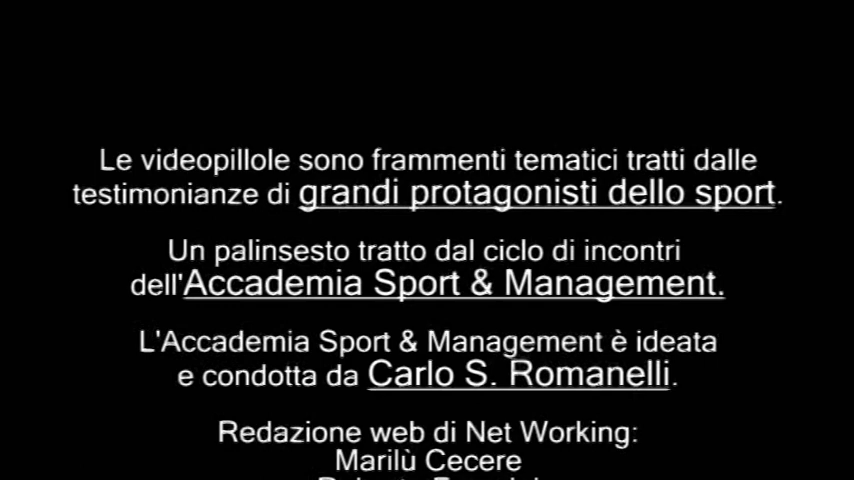 Le videopillole sono frammenti tematici tratti dalle
testimonianze di grandi protagonisti dello sport.
Un palinsesto tratto dal ciclo di incontri
dell'Accademia Sport & Management.
L'Accademia Sport & Management è ideata
e condotta da Carlo S. Romanelli.
Redazione web di Net Working:
Marilù Cecere